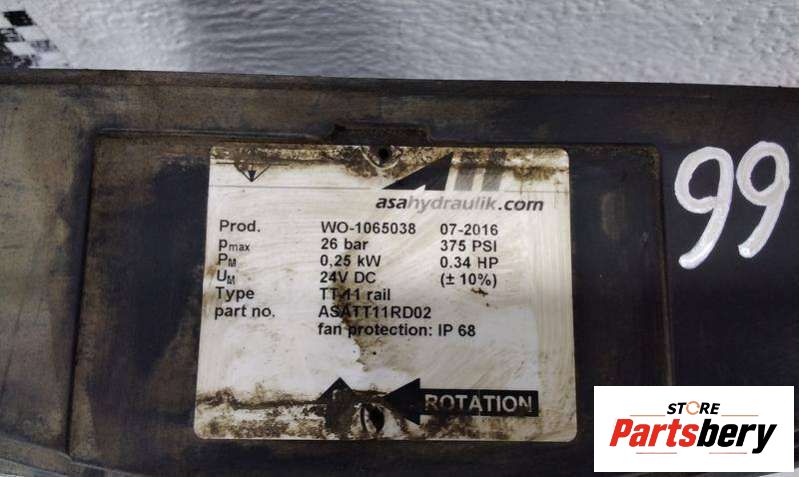 asahydraulik.com
Prod. WO-1065038 07-2016
pmax 26 bar 375 PSI
PM 0,25 kW 0.34 HP
UM 24V DC (± 10%)
Type TT-11 rail
part no. ASATT11RD02
fan protection: IP 68
ROTATION
99
STORE
Partsbery